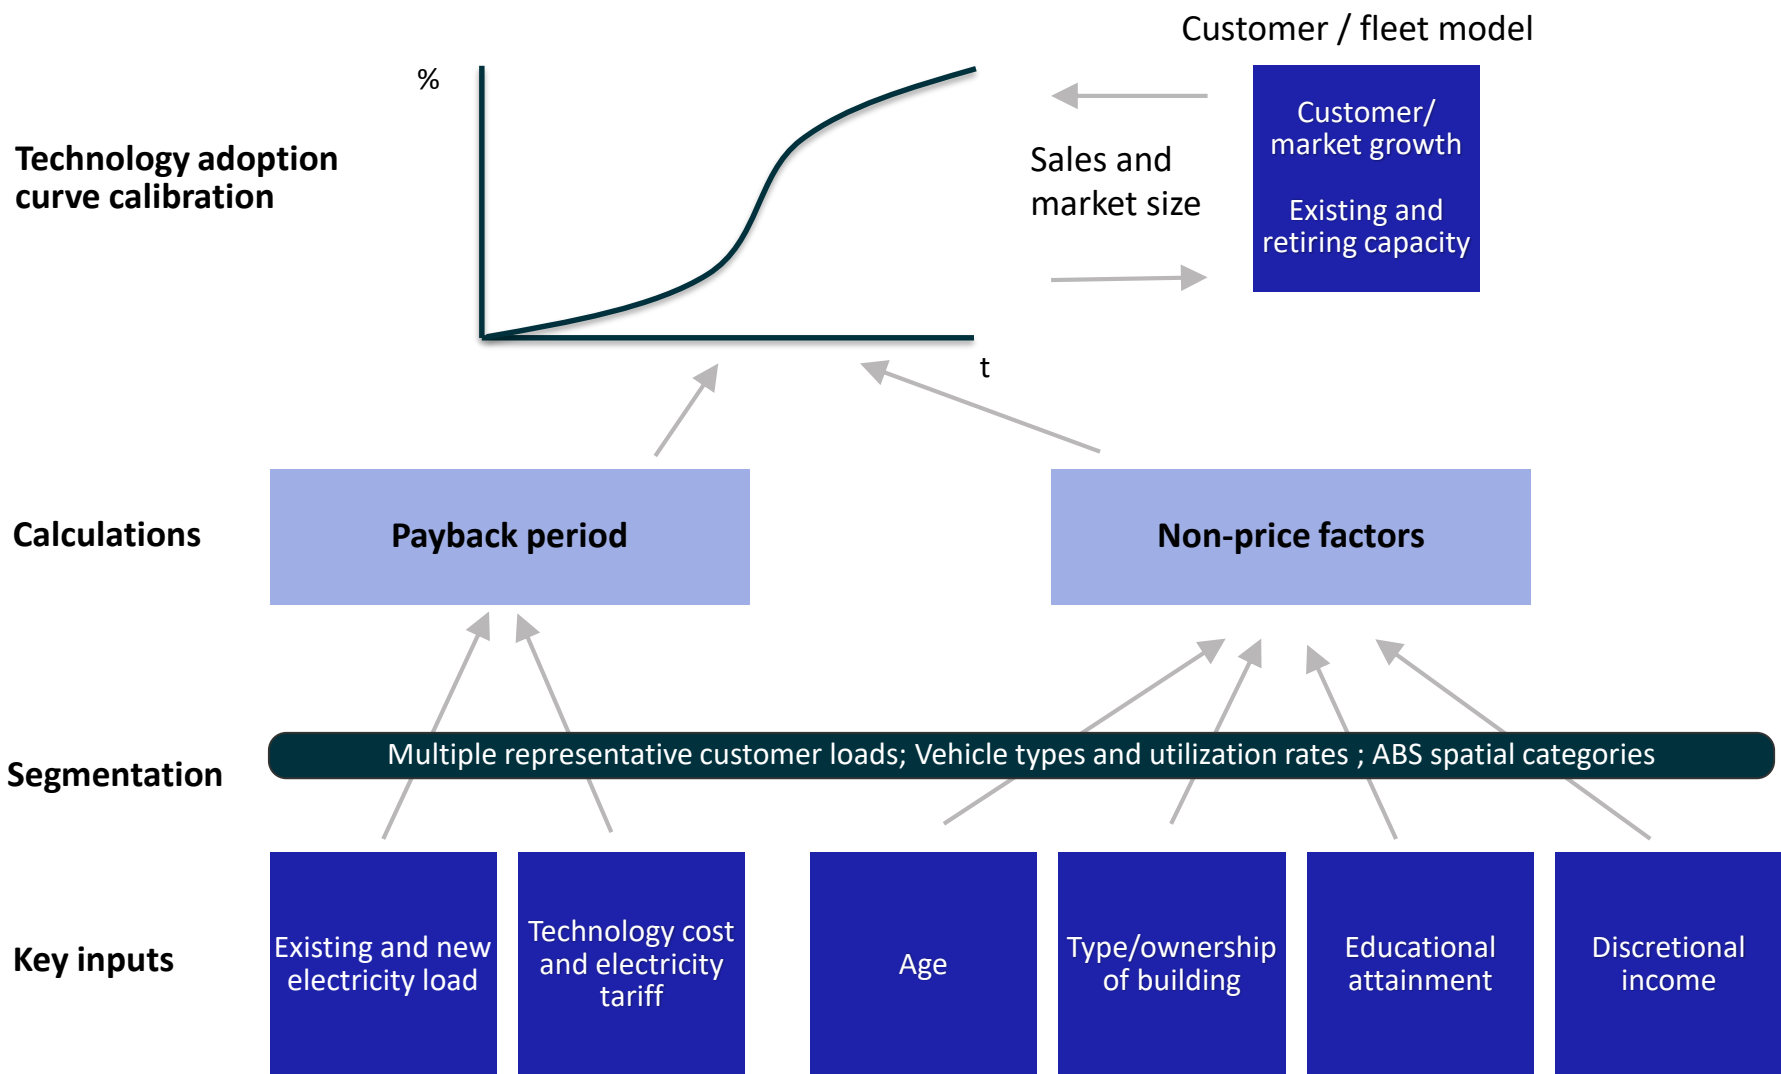 Customer / fleet model
%
Customer/
market growth
Technology adoption
curve calibration
Sales and
market size
Existing and
retiring capacity
t
Calculations
Payback period
Non-price factors
Segmentation
Multiple representative customer loads; Vehicle types and utilization rates ; ABS spatial categories
Key inputs
Existing and new
electricity load
Technology cost
and electricity
tariff
Age
Type/ownership
of building
Educational
attainment
Discretional
income